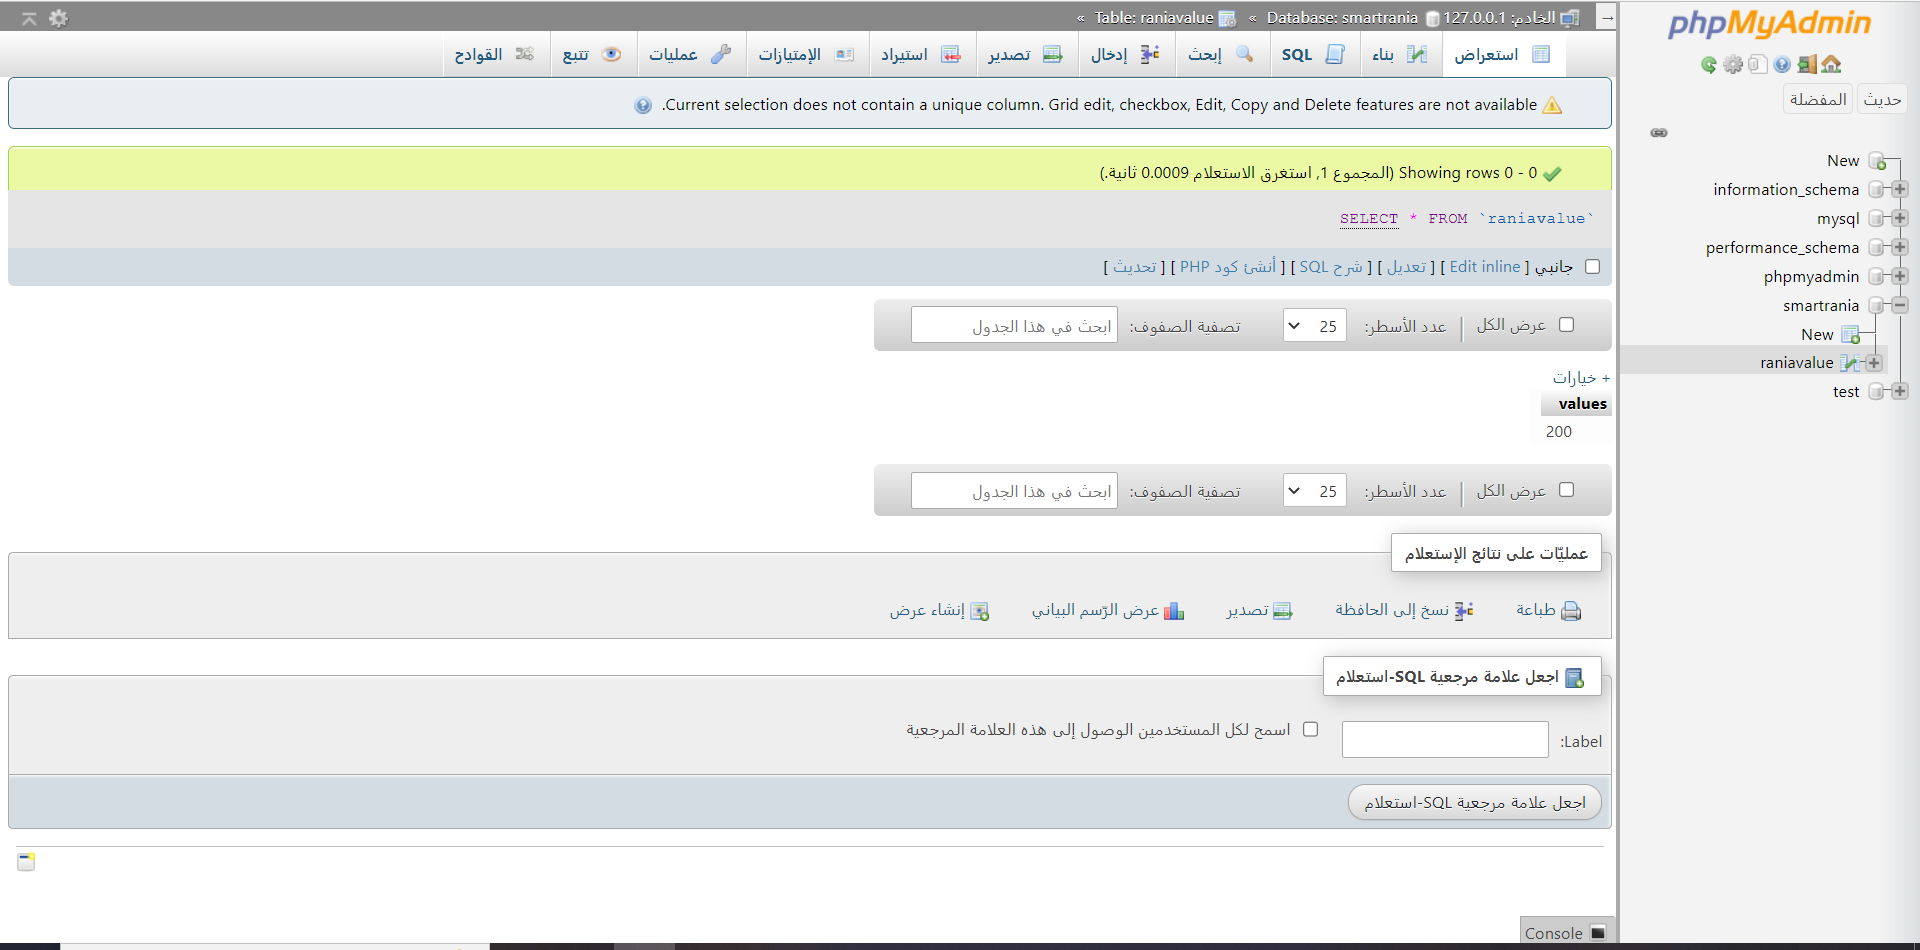 phpMyAdmin
حديث المفضلة
New
information_schema
mysql
performance_schema
phpmyadmin
smartrania
New
raniavalue
test
الخادم: 127.0.0.1 » Database: smartrania » Table: raniavalue
استعراض بناء SQL إبحث إدخال تصدير استيراد الإمتيازات عمليات تتبع القوادح
Current selection does not contain a unique column. Grid edit, checkbox, Edit, Copy and Delete features are not available.
Showing rows 0 - 0 (المجموع 1, استغرق الاستعلام 0.0009 ثانية.)
SELECT * FROM `raniavalue`
جانبي [ Edit inline ] [ تعديل ] [ شرح SQL ] [ أنشئ كود PHP ] [ تحديث ]
عرض الكل | عدد الأسطر: 25 تصفية الصفوف: ابحث في هذا الجدول
+ خيارات
values
200
عرض الكل | عدد الأسطر: 25 تصفية الصفوف: ابحث في هذا الجدول
عمليّات على نتائج الإستعلام
طباعة نسخ إلى الحافظة تصدير عرض الرّسم البياني إنشاء عرض
اجعل علامة مرجعية SQL-استعلام
Label: اسمح لكل المستخدمين الوصول إلى هذه العلامة المرجعية
اجعل علامة مرجعية SQL-استعلام
Console